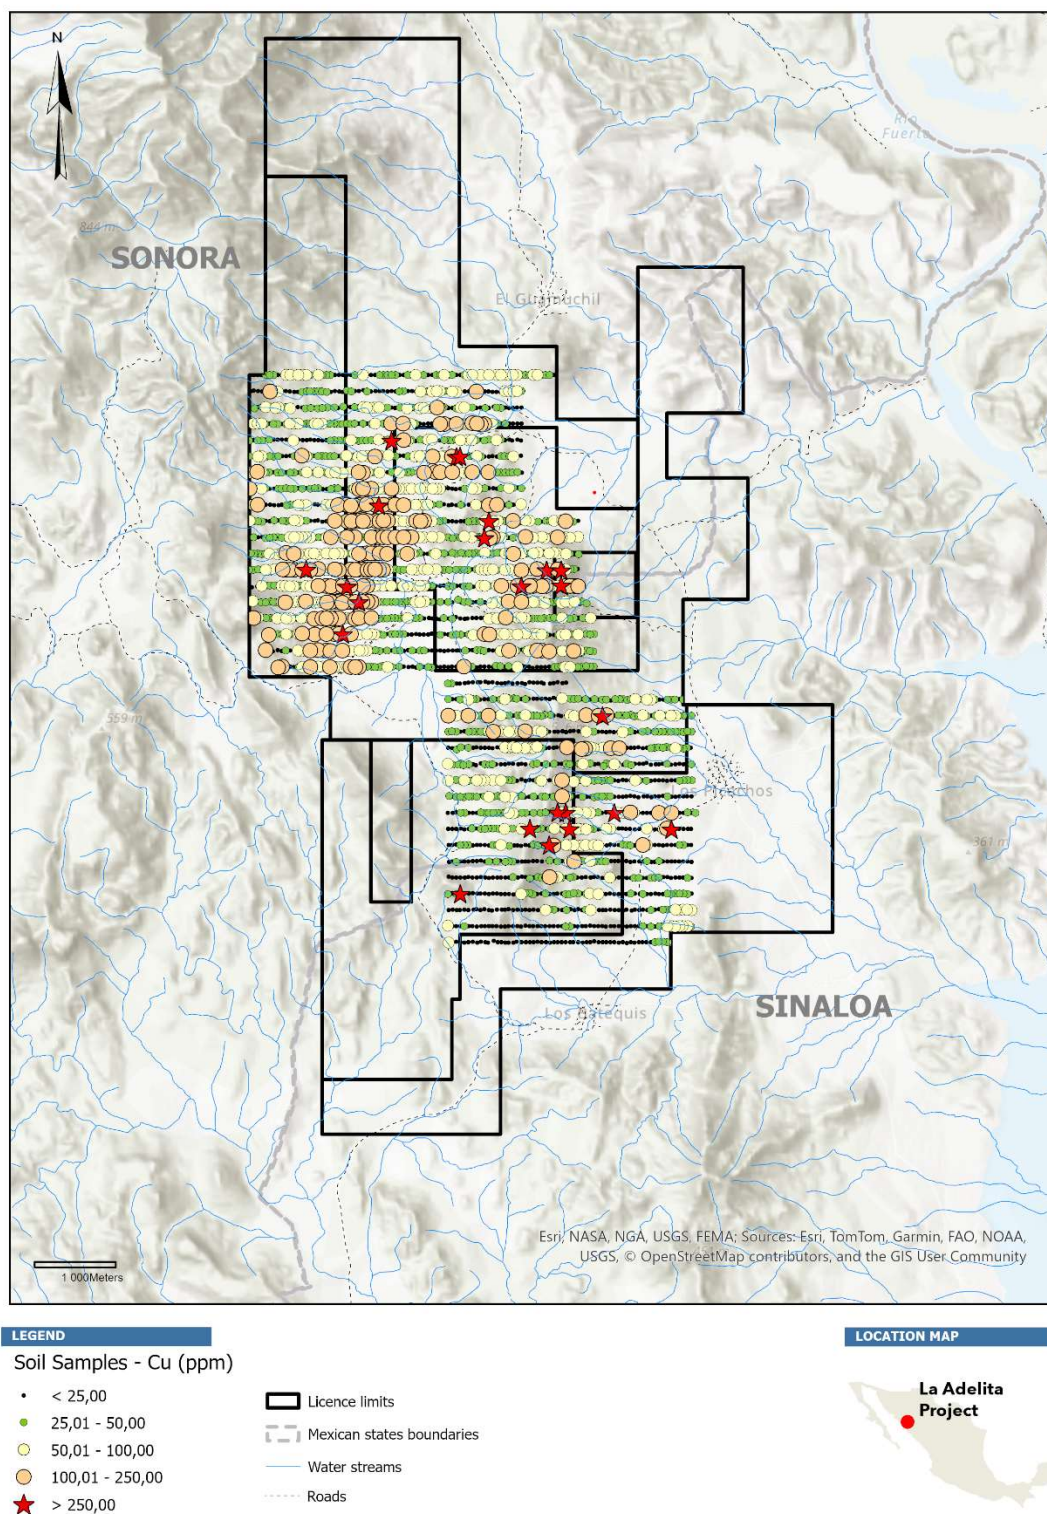 N
Río
Fuerte
844 m
SONORA
El Guamuchil
559 m
Los Picachos
361 m
SINALOA
Los Batequis
Esri, NASA, NGA, USGS, FEMA; Sources: Esri, TomTom, Garmin, FAO, NOAA,
USGS, © OpenStreetMap contributors, and the GIS User Community
1 000Meters
LEGEND
Soil Samples - Cu (ppm)
< 25,00
25,01 - 50,00
50,01 - 100,00
100,01 - 250,00
> 250,00
Licence limits
Mexican states boundaries
Water streams
Roads
LOCATION MAP
La Adelita
Project